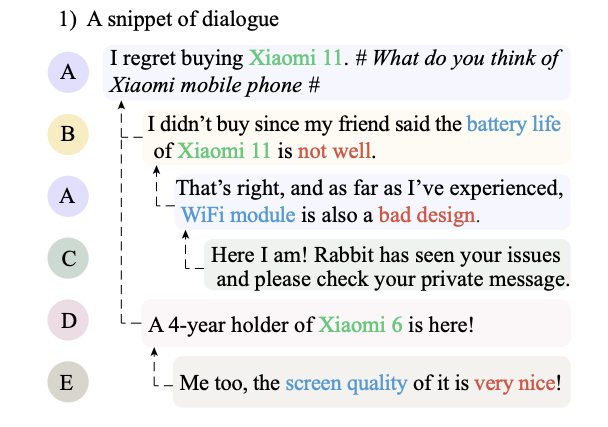 1) A snippet of dialogue
A
I regret buying Xiaomi 11. # What do you think of
Xiaomi mobile phone #
B
I didn’t buy since my friend said the battery life
of Xiaomi 11 is not well.
A
That’s right, and as far as I’ve experienced,
WiFi module is also a bad design.
C
Here I am! Rabbit has seen your issues
and please check your private message.
D
A 4-year holder of Xiaomi 6 is here!
E
Me too, the screen quality of it is very nice!